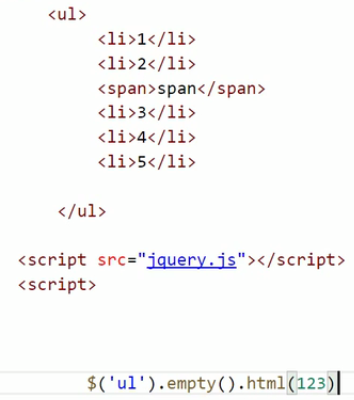 <ul>
<li>1</li>
<li>2</li>
<span>span</span>
<li>3</li>
<li>4</li>
<li>5</li>
</ul>
<script src="jquery.js"></script>
<script>
$('ul').empty().html(123)